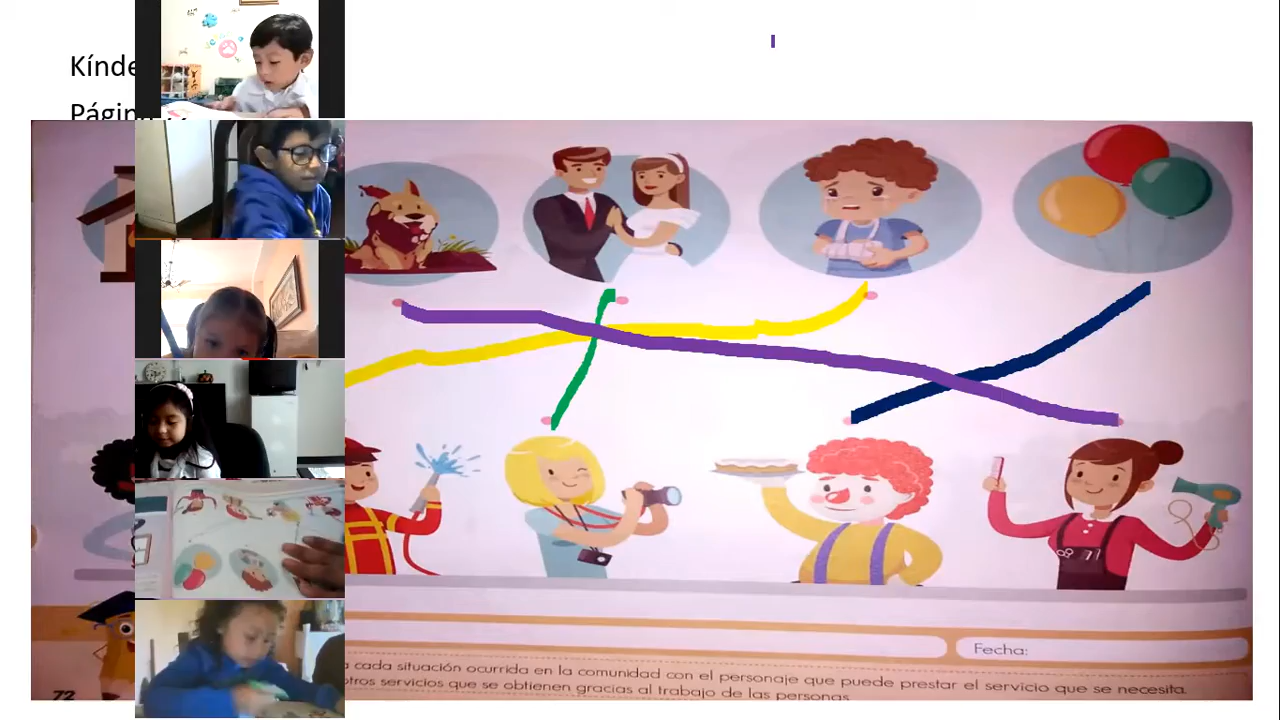 Kínde
Página
Fecha:
a cada situación ocurrida en la comunidad con el personaje que puede prestar el servicio que se necesita.
otros servicios que se obtienen gracias al trabajo de las personas
72